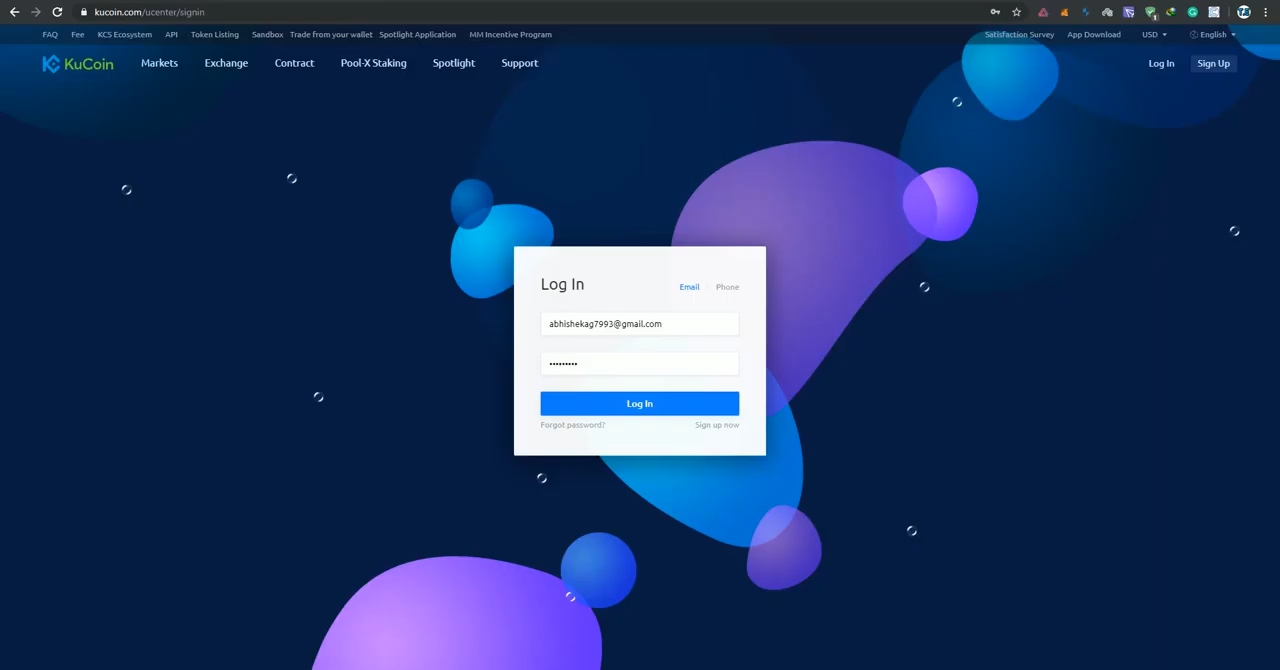 kucoin.com/ucenter/signin
FAQ Fee KCS Ecosystem API Token Listing Sandbox Trade from your wallet Spotlight Application MM Incentive Program Satisfaction Survey App Download USD English
KuCoin Markets Exchange Contract Pool-X Staking Spotlight Support Log In Sign Up
Log In Email Phone
abhishekag7993@gmail.com
•••••••••
Log In
Forgot password? Sign up now